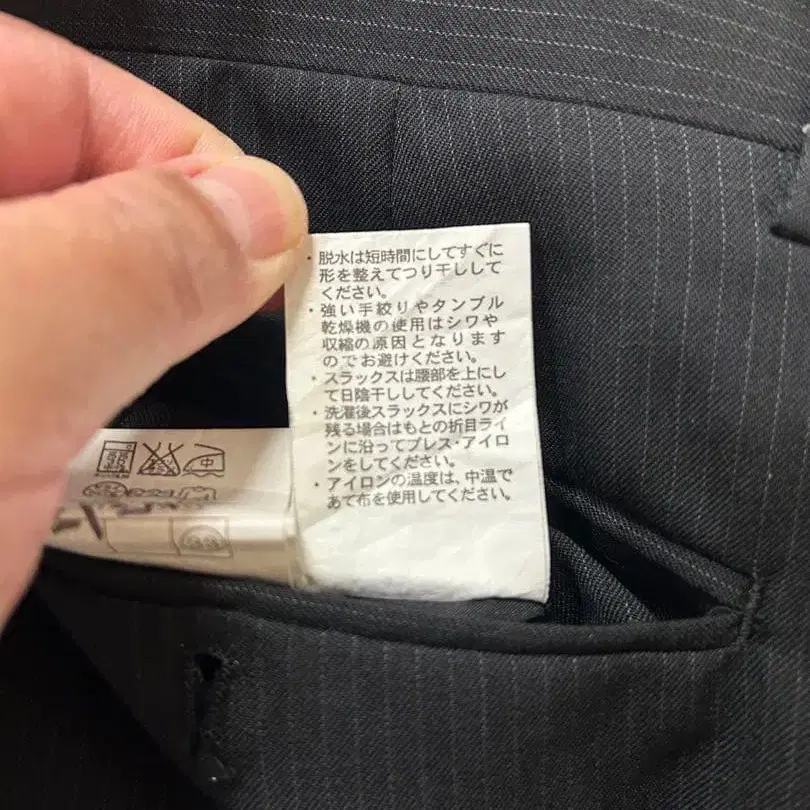 ・脱水は短時間にしてすぐに
形を整えてつり干しして
ください。
・強い手絞りやタンブル
乾燥機の使用はシワや
収縮の原因となります
のでお避けください。
・スラックスは腰部を上にし
て日陰干ししてください。
・洗濯後スラックスにシワが
残る場合はもとの折目ライ
ンに沿ってプレス・アイロ
ンをしてください。
・アイロンの温度は、中温で
あて布を使用してください。
中